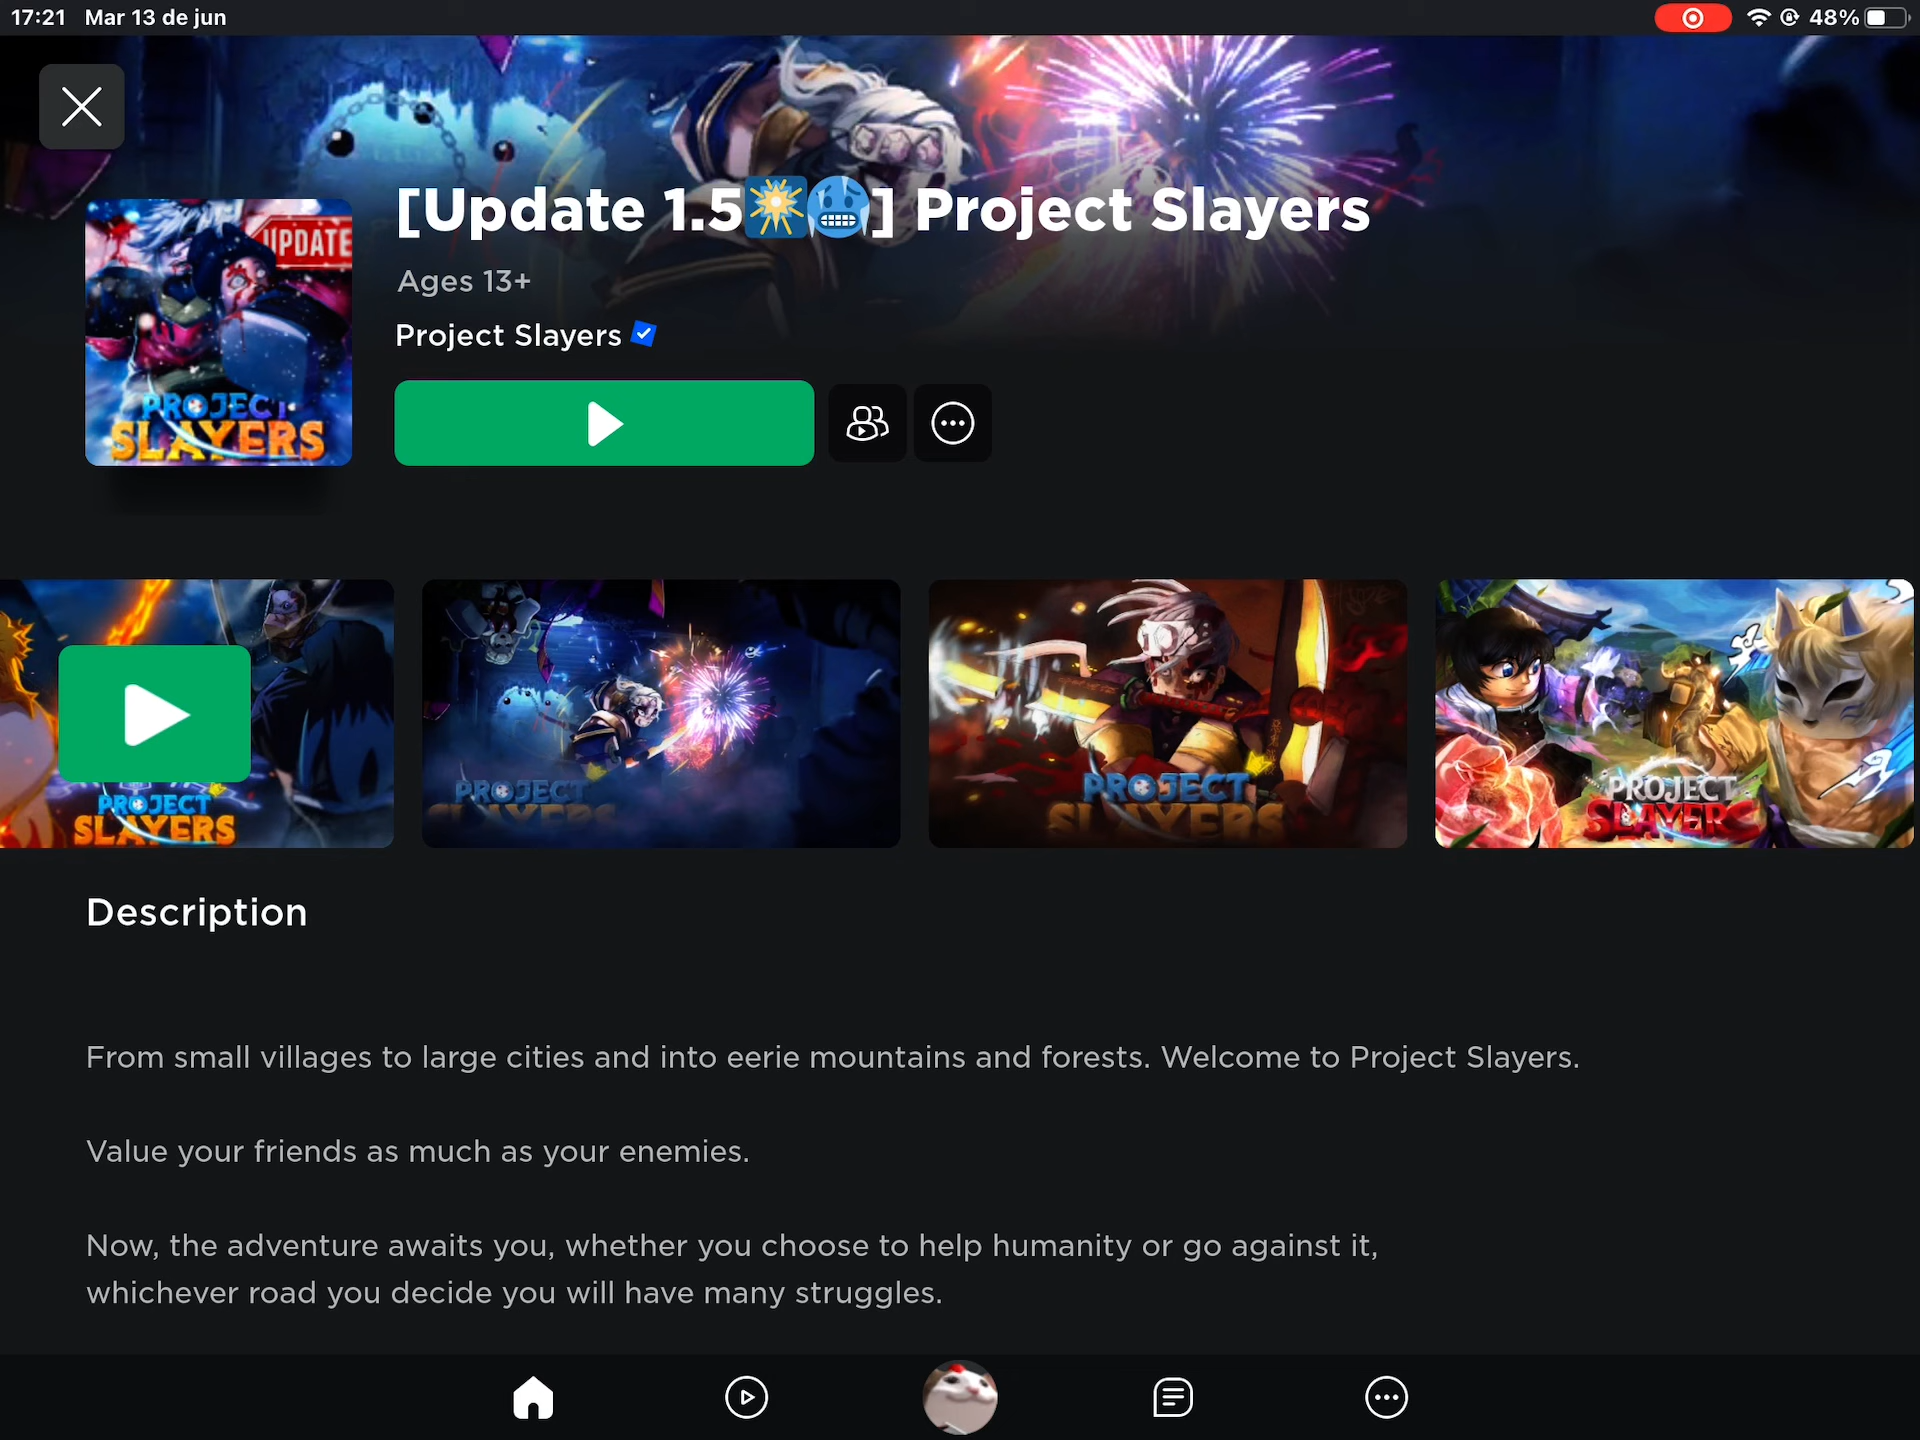 17:21 Mar 13 de jun
48%
[Update 1.5💥🥶] Project Slayers
Ages 13+
Project Slayers
UPDATE
PROJECT
SLAYERS
PROJECT
SLAYERS
PROJECT
SLAYERS
PROJECT
SLAYERS
PROJECT
SLAYERS
Description
From small villages to large cities and into eerie mountains and forests. Welcome to Project Slayers.
Value your friends as much as your enemies.
Now, the adventure awaits you, whether you choose to help humanity or go against it,
whichever road you decide you will have many struggles.